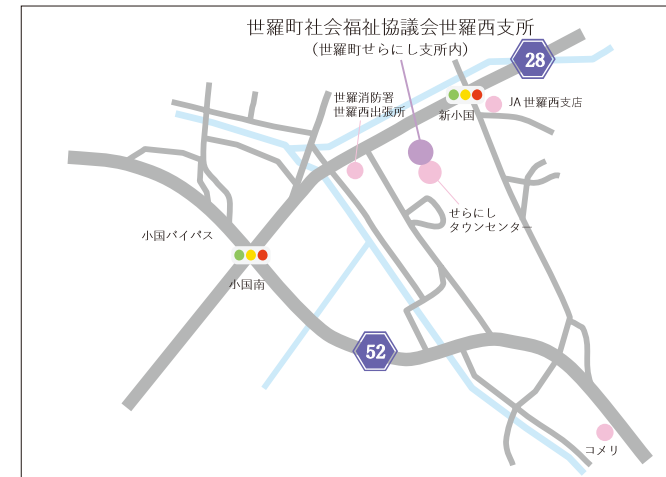 世羅町社会福祉協議会世羅西支所
(世羅町せらにし支所内)
28
世羅消防署
世羅西出張所
新小国
JA 世羅西支店
せらにし
タウンセンター
小国バイパス
小国南
52
コメリ